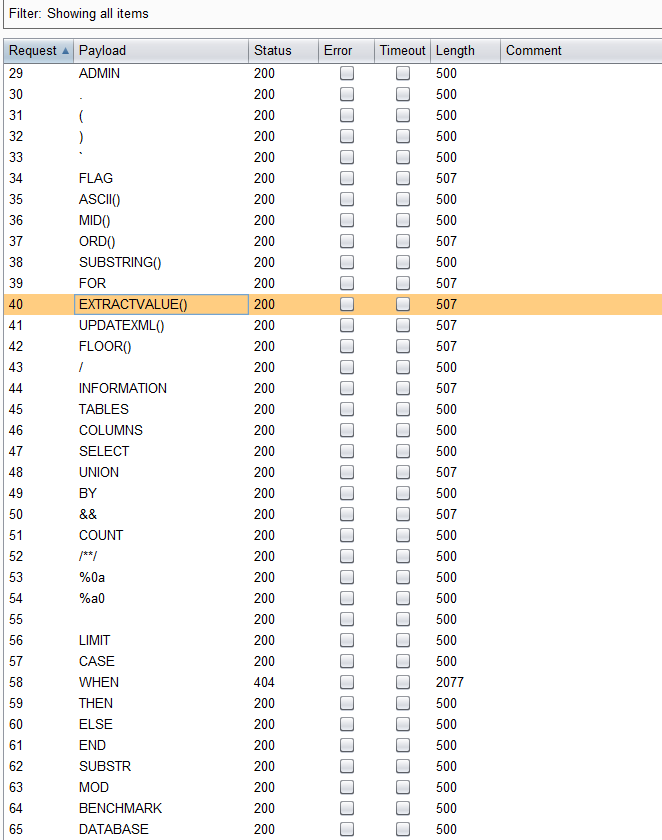 Filter: Showing all items
Request Payload Status Error Timeout Length Comment
29 ADMIN 200 500
30 . 200 500
31 ( 200 500
32 ) 200 500
33 ` 200 500
34 FLAG 200 507
35 ASCII() 200 500
36 MID() 200 500
37 ORD() 200 507
38 SUBSTRING() 200 500
39 FOR 200 507
40 EXTRACTVALUE() 200 507
41 UPDATEXML() 200 507
42 FLOOR() 200 507
43 / 200 500
44 INFORMATION 200 507
45 TABLES 200 500
46 COLUMNS 200 500
47 SELECT 200 500
48 UNION 200 507
49 BY 200 500
50 && 200 507
51 COUNT 200 500
52 /**/ 200 500
53 %0a 200 500
54 %a0 200 500
55 200 500
56 LIMIT 200 500
57 CASE 200 500
58 WHEN 404 2077
59 THEN 200 500
60 ELSE 200 500
61 END 200 500
62 SUBSTR 200 500
63 MOD 200 500
64 BENCHMARK 200 500
65 DATABASE 200 500